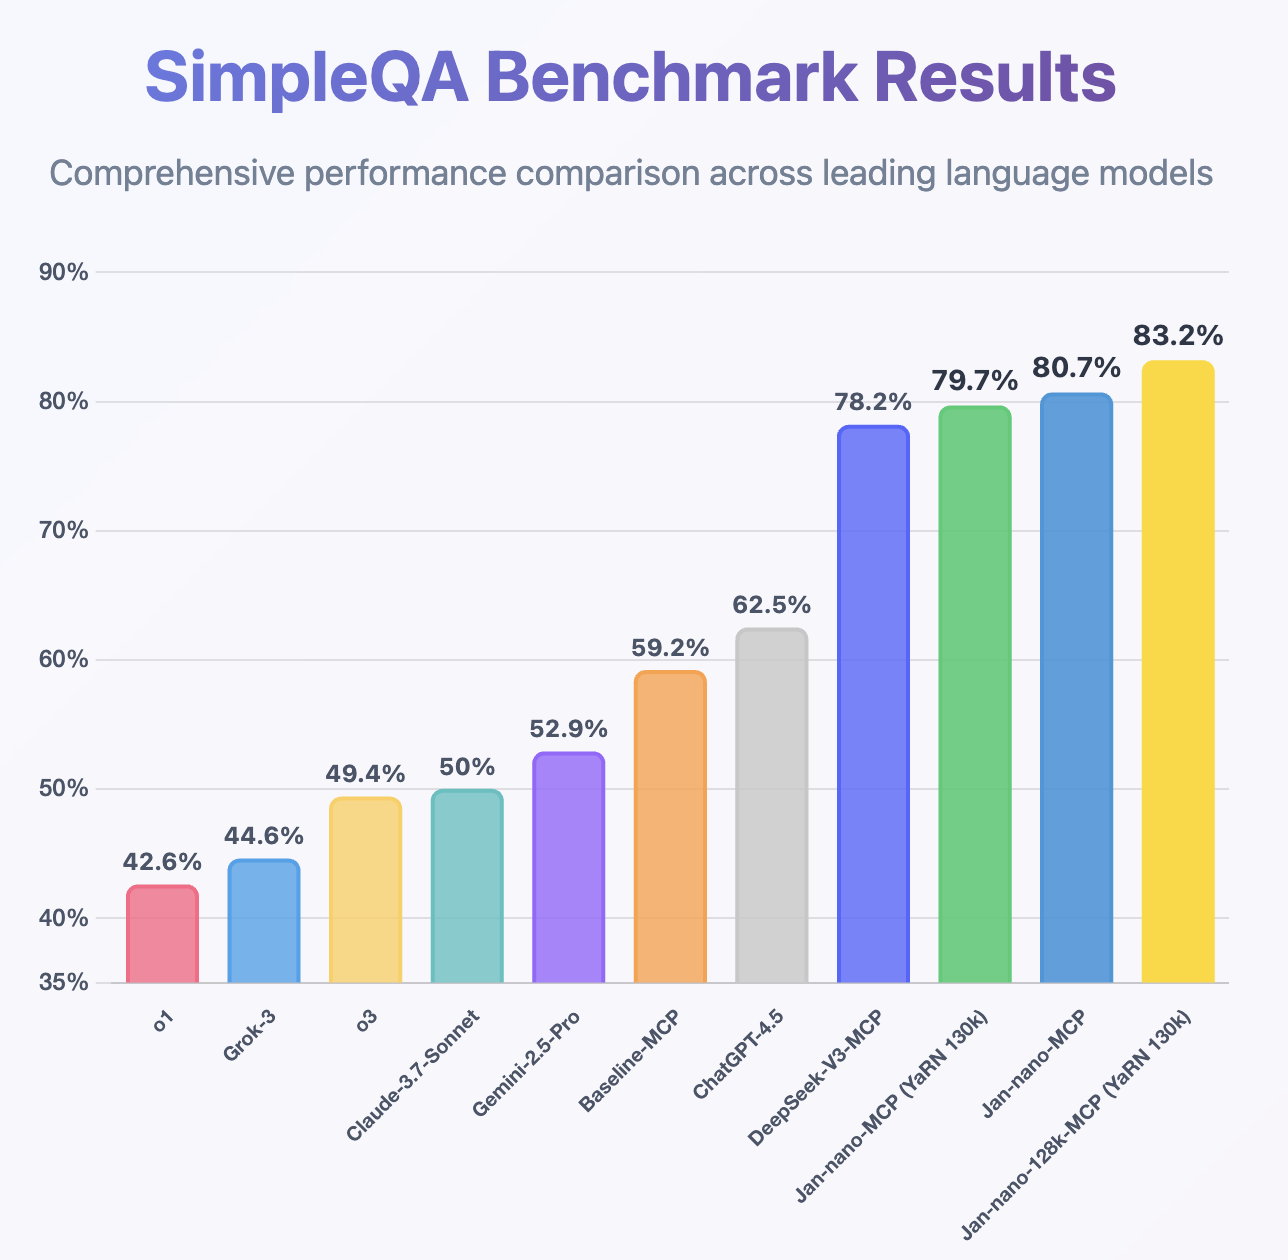 SimpleQA Benchmark Results
Comprehensive performance comparison across leading language models
90%
80%
70%
60%
50%
40%
35%
42.6%
44.6%
49.4%
50%
52.9%
59.2%
62.5%
78.2%
79.7%
80.7%
83.2%
o1
Grok-3
o3
Claude-3.7-Sonnet
Gemini-2.5-Pro
Baseline-MCP
ChatGPT-4.5
DeepSeek-V3-MCP
Jan-nano-MCP (YaRN 130k)
Jan-nano-MCP
Jan-nano-128k-MCP (YaRN 130k)